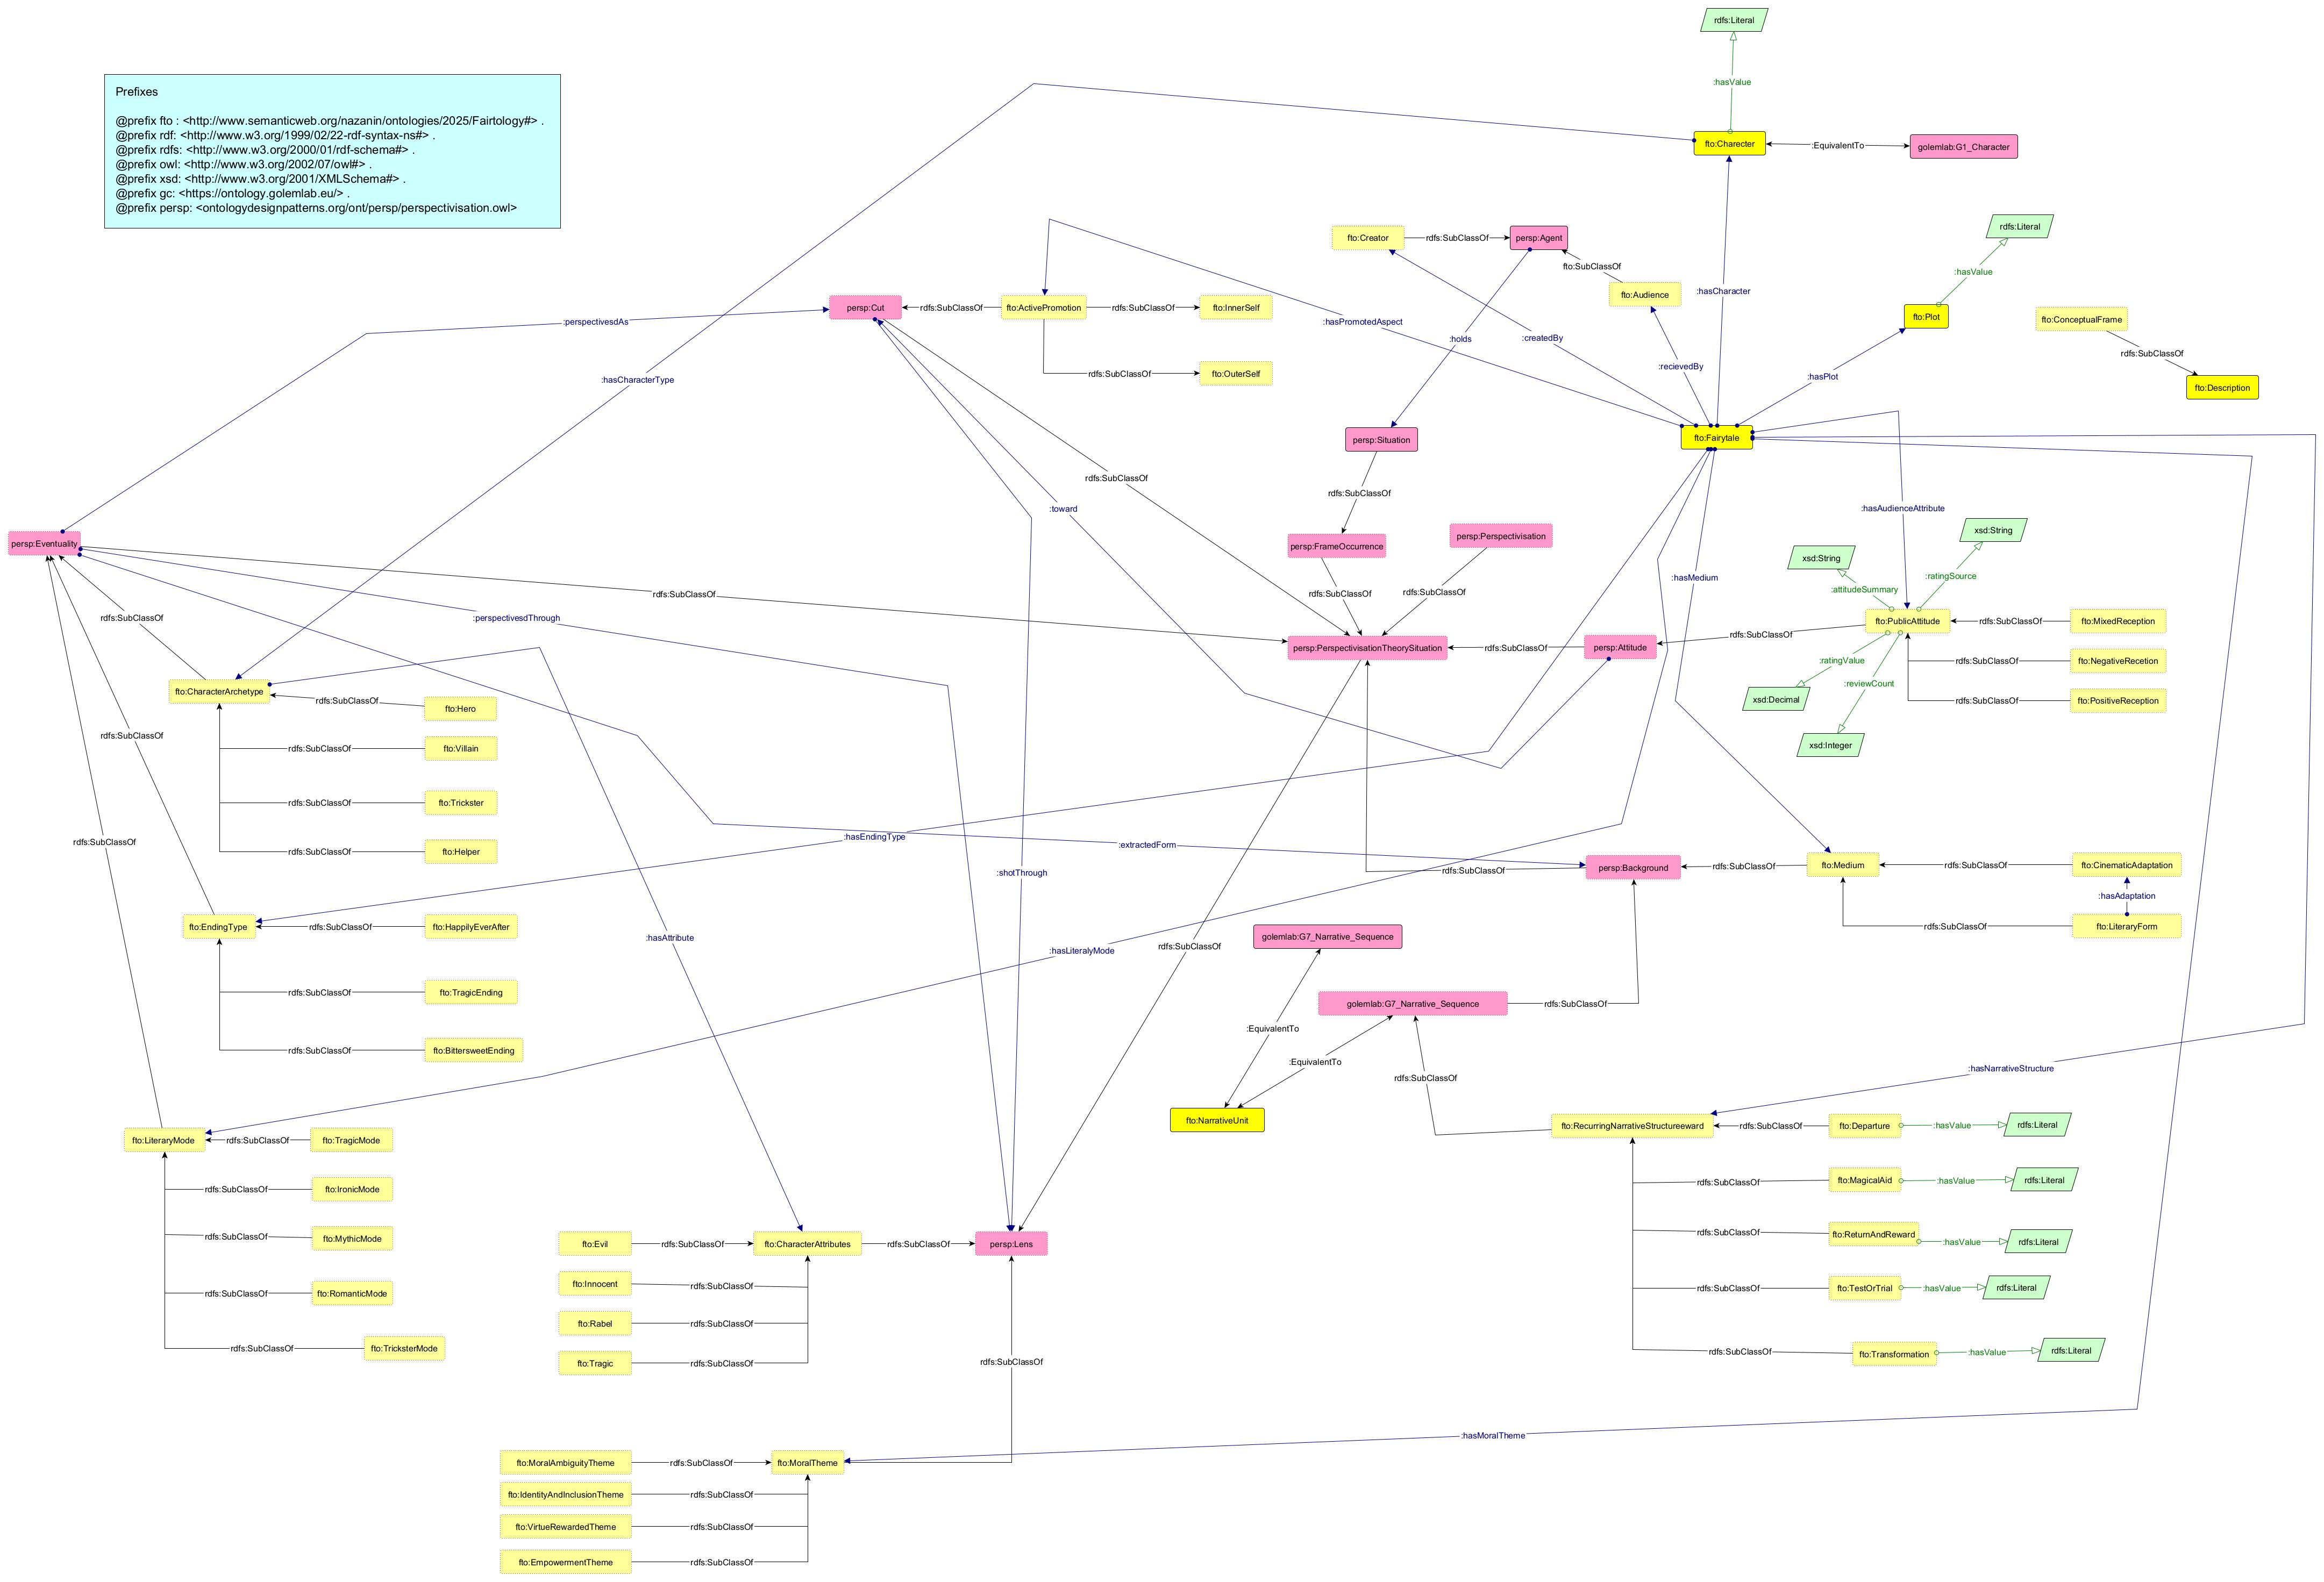 rdfs:Literal
:hasValue
Prefixes
@prefix fto : <http://www.semanticweb.org/nazanin/ontologies/2025/Fairtology#> .
@prefix rdf: <http://www.w3.org/1999/02/22-rdf-syntax-ns#> .
@prefix rdfs: <http://www.w3.org/2000/01/rdf-schema#> .
@prefix owl: <http://www.w3.org/2002/07/owl#> .
@prefix xsd: <http://www.w3.org/2001/XMLSchema#> .
@prefix gc: <https://ontology.golemlab.eu/> .
@prefix persp: <ontologydesignpatterns.org/ont/persp/perspectivisation.owl>
fto:Charecter
:EquivalentTo
golemlab:G1_Character
rdfs:Literal
fto:Creator
rdfs:SubClassOf
persp:Agent
fto:SubClassOf
:hasValue
fto:Audience
:hasCharacter
persp:Cut
rdfs:SubClassOf
fto:ActivePromotion
rdfs:SubClassOf
fto:InnerSelf
fto:Plot
fto:ConceptualFrame
:perspectivesdAs
:hasPromotedAspect
:createdBy
:holds
:recievedBy
rdfs:SubClassOf
:hasCharacterType
rdfs:SubClassOf
fto:OuterSelf
:hasPlot
fto:Description
persp:Situation
fto:Fairytale
rdfs:SubClassOf
rdfs:SubClassOf
:toward
:hasAudienceAttribute
persp:Eventuality
persp:FrameOccurrence
persp:Perspectivisation
xsd:String
xsd:String
:hasMedium
:ratingSource
:attitudeSummary
rdfs:SubClassOf
rdfs:SubClassOf
rdfs:SubClassOf
rdfs:SubClassOf
:perspectivesdThrough
fto:PublicAttitude
rdfs:SubClassOf
fto:MixedReception
persp:PerspectivisationTheorySituation
rdfs:SubClassOf
persp:Attitude
rdfs:SubClassOf
:ratingValue
rdfs:SubClassOf
fto:NegativeRecetion
:reviewCount
fto:CharacterArchetype
rdfs:SubClassOf
fto:Hero
xsd:Decimal
rdfs:SubClassOf
fto:PositiveReception
rdfs:SubClassOf
rdfs:SubClassOf
fto:Villain
xsd:Integer
rdfs:SubClassOf
fto:Trickster
rdfs:SubClassOf
rdfs:SubClassOf
fto:Helper
:hasEndingType
:extractedForm
:shotThrough
rdfs:SubClassOf
persp:Background
rdfs:SubClassOf
fto:Medium
rdfs:SubClassOf
fto:CinematicAdaptation
:hasAdaptation
fto:EndingType
rdfs:SubClassOf
fto:HappilyEverAfter
:hasAttribute
:hasLiteralyMode
rdfs:SubClassOf
golemlab:G7_Narrative_Sequence
rdfs:SubClassOf
fto:LiteraryForm
rdfs:SubClassOf
fto:TragicEnding
golemlab:G7_Narrative_Sequence
rdfs:SubClassOf
:EquivalentTo
rdfs:SubClassOf
fto:BittersweetEnding
:EquivalentTo
rdfs:SubClassOf
:hasNarrativeStructure
fto:NarrativeUnit
fto:LiteraryMode
rdfs:SubClassOf
fto:TragicMode
fto:RecurringNarrativeStructureeward
rdfs:SubClassOf
fto:Departure
:hasValue
rdfs:Literal
rdfs:SubClassOf
fto:IronicMode
rdfs:SubClassOf
fto:MagicalAid
:hasValue
rdfs:Literal
rdfs:SubClassOf
fto:MythicMode
fto:Evil
rdfs:SubClassOf
fto:CharacterAttributes
rdfs:SubClassOf
persp:Lens
rdfs:SubClassOf
fto:ReturnAndReward
:hasValue
rdfs:Literal
rdfs:SubClassOf
fto:RomanticMode
fto:Innocent
rdfs:SubClassOf
rdfs:SubClassOf
fto:TestOrTrial
:hasValue
rdfs:Literal
fto:Rabel
rdfs:SubClassOf
rdfs:SubClassOf
fto:TricksterMode
fto:Tragic
rdfs:SubClassOf
rdfs:SubClassOf
rdfs:SubClassOf
fto:Transformation
:hasValue
rdfs:Literal
:hasMoralTheme
fto:MoralAmbiguityTheme
rdfs:SubClassOf
fto:MoralTheme
fto:IdentityAndInclusionTheme
rdfs:SubClassOf
fto:VirtueRewardedTheme
rdfs:SubClassOf
fto:EmpowermentTheme
rdfs:SubClassOf